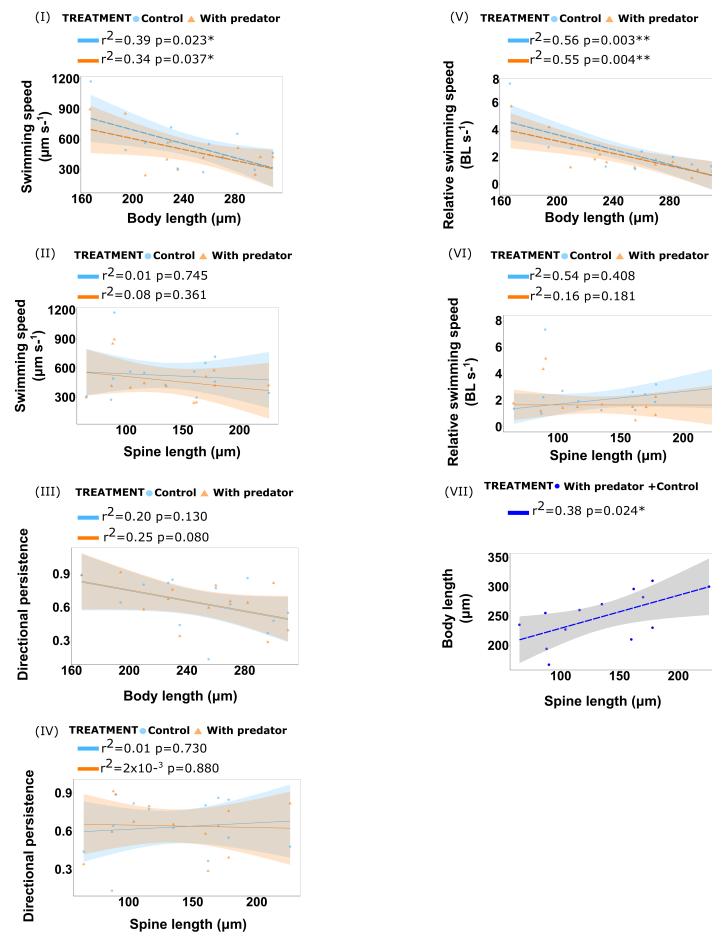 (I)
TREATMENT Control With predator
r2=0.39 p=0.023*
r2=0.34 p=0.037*
1200
900
600
300
160 200 240 280
Swimming speed
(µm s-1)
Body length (µm)
(II)
TREATMENT Control With predator
r2=0.01 p=0.745
r2=0.08 p=0.361
1200
900
600
300
100 150 200
Swimming speed
(µm s-1)
Spine length (µm)
(III)
TREATMENT Control With predator
r2=0.20 p=0.130
r2=0.25 p=0.080
0.9
0.6
0.3
160 200 240 280
Directional persistence
Body length (µm)
(IV)
TREATMENT Control With predator
r2=0.01 p=0.730
r2=2x10-3 p=0.880
0.9
0.6
0.3
100 150 200
Directional persistence
Spine length (µm)
(V)
TREATMENT Control With predator
r2=0.56 p=0.003**
r2=0.55 p=0.004**
8
6
4
2
0
160 200 240 280
Relative swimming speed
(BL s-1)
Body length (µm)
(VI)
TREATMENT Control With predator
r2=0.54 p=0.408
r2=0.16 p=0.181
8
6
4
2
0
100 150 200
Relative swimming speed
(BL s-1)
Spine length (µm)
(VII)
TREATMENT With predator +Control
r2=0.38 p=0.024*
350
300
250
200
100 150 200
Body length
(µm)
Spine length (µm)